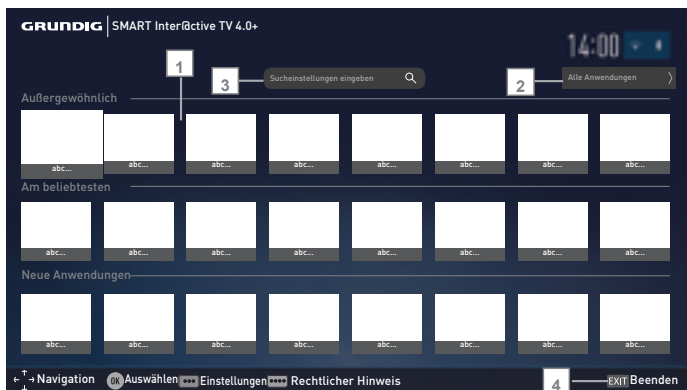 GRUNDIG SMART Inter@ctive TV 4.0+
14:00
1
3
Sucheinstellungen eingeben
2
Alle Anwendungen
Außergewöhnlich
abc... abc... abc... abc... abc... abc... abc... abc...
Am beliebtesten
abc... abc... abc... abc... abc... abc... abc... abc...
Neue Anwendungen
abc... abc... abc... abc... abc... abc... abc... abc...
Navigation OK Auswählen Einstellungen Rechtlicher Hinweis 4 EXIT Beenden